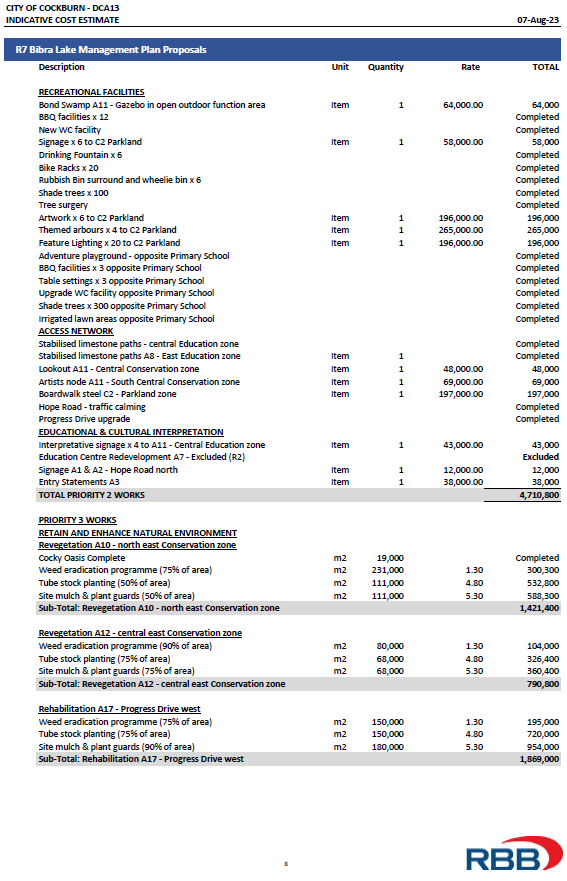 CITY OF COCKBURN - DCA13
INDICATIVE COST ESTIMATE 07-Aug-23
R7 Bibra Lake Management Plan Proposals
Description Unit Quantity Rate TOTAL
RECREATIONAL FACILITIES
Bond Swamp A11 - Gazebo in open outdoor function area Item 1 64,000.00 64,000
BBQ facilities x 12 Completed
New WC facility Completed
Signage x 6 to C2 Parkland Item 1 58,000.00 58,000
Drinking Fountain x 6 Completed
Bike Racks x 20 Completed
Rubbish Bin surround and wheelie bin x 6 Completed
Shade trees x 100 Completed
Tree surgery Completed
Artwork x 6 to C2 Parkland Item 1 196,000.00 196,000
Themed arbours x 4 to C2 Parkland Item 1 265,000.00 265,000
Feature Lighting x 20 to C2 Parkland Item 1 196,000.00 196,000
Adventure playground - opposite Primary School Completed
BBQ facilities x 3 opposite Primary School Completed
Table settings x 3 opposite Primary School Completed
Upgrade WC facility opposite Primary School Completed
Shade trees x 300 opposite Primary School Completed
Irrigated lawn areas opposite Primary School Completed
ACCESS NETWORK
Stabilised limestone paths - central Education zone Completed
Stabilised limestone paths A8 - East Education zone Item 1 Completed
Lookout A11 - Central Conservation zone Item 1 48,000.00 48,000
Artists node A11 - South Central Conservation zone Item 1 69,000.00 69,000
Boardwalk steel C2 - Parkland zone Item 1 197,000.00 197,000
Hope Road - traffic calming Completed
Progress Drive upgrade Completed
EDUCATIONAL & CULTURAL INTERPRETATION
Interpretative signage x 4 to A11 - Central Education zone Item 1 43,000.00 43,000
Education Centre Redevelopment A7 - Excluded (R2) Excluded
Signage A1 & A2 - Hope Road north Item 1 12,000.00 12,000
Entry Statements A3 Item 1 38,000.00 38,000
TOTAL PRIORITY 2 WORKS 4,710,800
PRIORITY 3 WORKS
RETAIN AND ENHANCE NATURAL ENVIRONMENT
Revegetation A10 - north east Conservation zone
Cocky Oasis Complete m2 19,000 Completed
Weed eradication programme (75% of area) m2 231,000 1.30 300,300
Tube stock planting (50% of area) m2 111,000 4.80 532,800
Site mulch & plant guards (50% of area) m2 111,000 5.30 588,300
Sub-Total: Revegetation A10 - north east Conservation zone 1,421,400
Revegetation A12 - central east Conservation zone
Weed eradication programme (90% of area) m2 80,000 1.30 104,000
Tube stock planting (75% of area) m2 68,000 4.80 326,400
Site mulch & plant guards (75% of area) m2 68,000 5.30 360,400
Sub-Total: Revegetation A12 - central east Conservation zone 790,800
Rehabilitation A17 - Progress Drive west
Weed eradication programme (75% of area) m2 150,000 1.30 195,000
Tube stock planting (75% of area) m2 150,000 4.80 720,000
Site mulch & plant guards (90% of area) m2 180,000 5.30 954,000
Sub-Total: Rehabilitation A17 - Progress Drive west 1,869,000
8
RBB